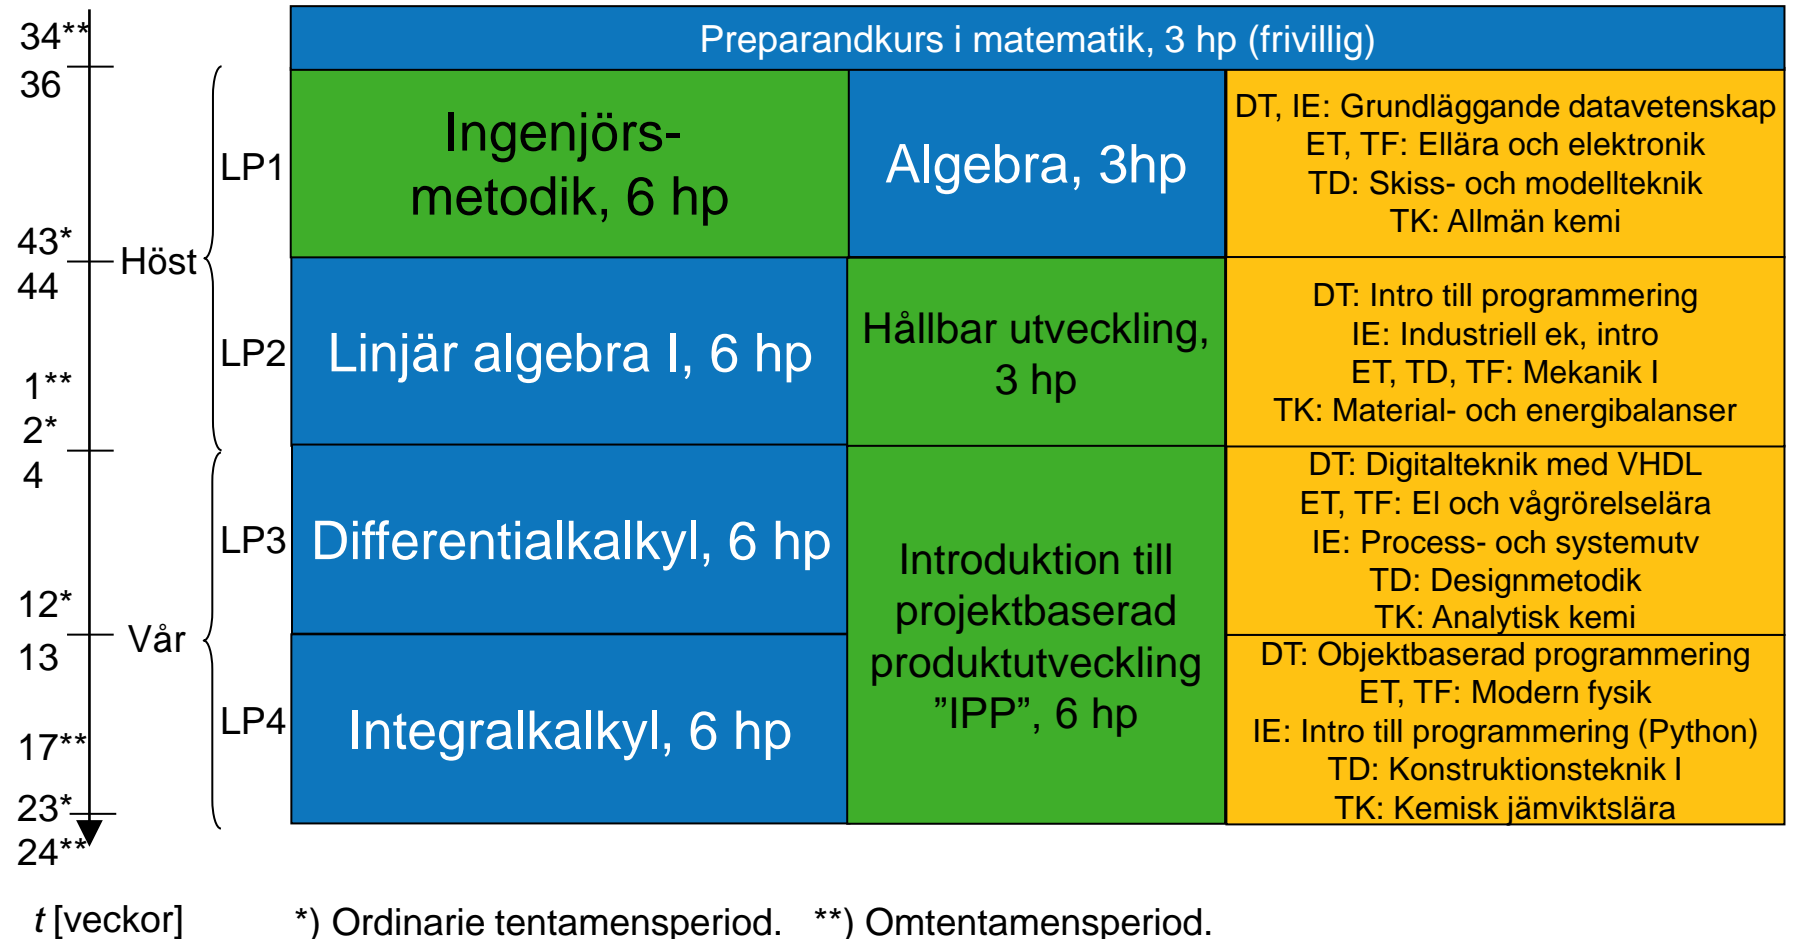 34**
36
43*
44
1**
2*
4
12*
13
17**
23*
24**
t [veckor]
Höst
Vår
LP1
LP2
LP3
LP4
Preparandkurs i matematik, 3 hp (frivillig)
Ingenjörs-
metodik, 6 hp
Algebra, 3hp
DT, IE: Grundläggande datavetenskap
ET, TF: Ellära och elektronik
TD: Skiss- och modellteknik
TK: Allmän kemi
Linjär algebra I, 6 hp
Hållbar utveckling,
3 hp
DT: Intro till programmering
IE: Industriell ek, intro
ET, TD, TF: Mekanik I
TK: Material- och energibalanser
Differentialkalkyl, 6 hp
Introduktion till
projektbaserad
produktutveckling
”IPP”, 6 hp
DT: Digitalteknik med VHDL
ET, TF: El och vågrörelselära
IE: Process- och systemutv
TD: Designmetodik
TK: Analytisk kemi
Integralkalkyl, 6 hp
DT: Objektbaserad programmering
ET, TF: Modern fysik
IE: Intro till programmering (Python)
TD: Konstruktionsteknik I
TK: Kemisk jämviktslära
*) Ordinarie tentamensperiod. **) Omtentamensperiod.